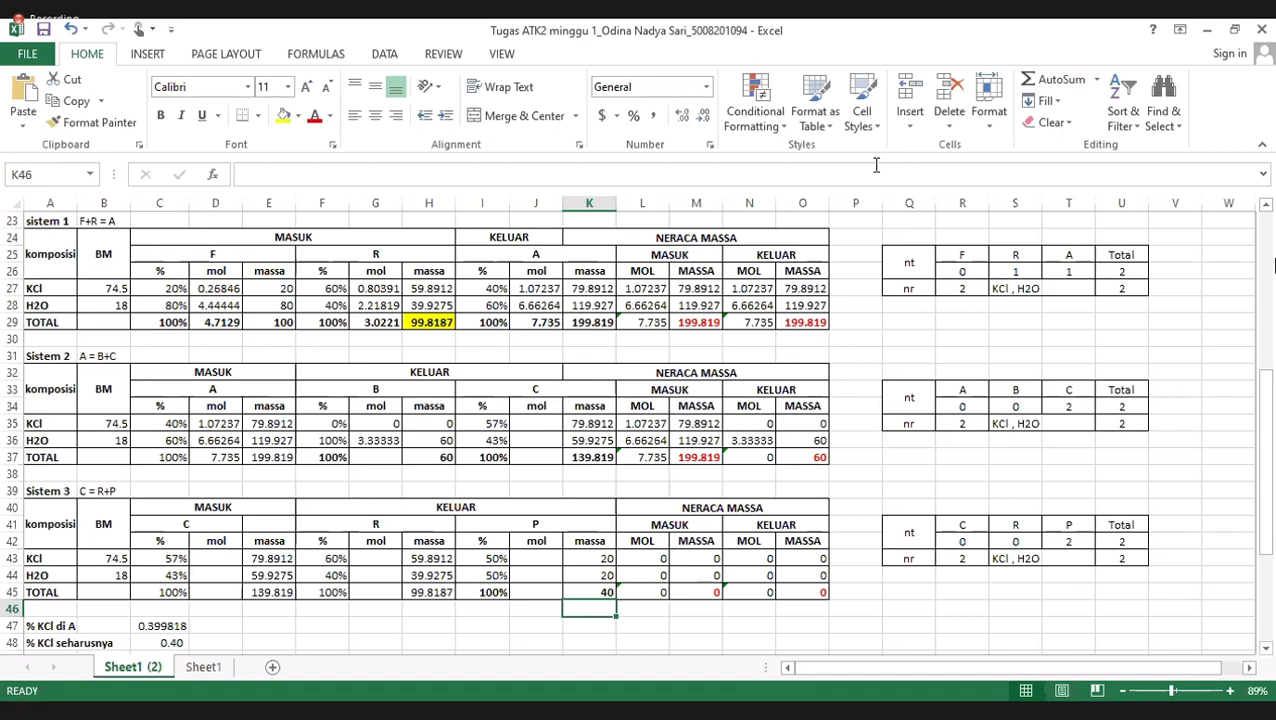 Recording
Tugas ATK2 minggu 1_Odina Nadya Sari_5008201094 - Excel
FILE HOME INSERT PAGE LAYOUT FORMULAS DATA REVIEW VIEW Sign in
Cut
Copy
Format Painter
Paste
Clipboard
Calibri 11
B I U
Font
Wrap Text
Merge & Center
Alignment
General
$ % ,
Number
Conditional Formatting
Format as Table
Cell Styles
Styles
Insert Delete Format
Cells
AutoSum
Fill
Clear
Sort & Filter
Find & Select
Editing
K46 fx
A B C D E F G H I J K L M N O P Q R S T U V W
23 sistem 1 F+R = A
24 komposisi BM MASUK KELUAR NERACA MASSA
25 F R A MASUK KELUAR nt F R A Total
26 % mol massa % mol massa % mol massa MOL MASSA MOL MASSA 0 1 1 2
27 KCl 74.5 20% 0.26846 20 60% 0.80391 59.8912 40% 1.07237 79.8912 1.07237 79.8912 1.07237 79.8912 nr 2 KCl , H2O 2
28 H2O 18 80% 4.44444 80 40% 2.21819 39.9275 60% 6.66264 119.927 6.66264 119.927 6.66264 119.927
29 TOTAL 100% 4.7129 100 100% 3.0221 99.8187 100% 7.735 199.819 7.735 199.819 7.735 199.819
30
31 Sistem 2 A = B+C
32 komposisi BM MASUK KELUAR NERACA MASSA
33 A B C MASUK KELUAR nt A B C Total
34 % mol massa % mol massa % mol massa MOL MASSA MOL MASSA 0 0 2 2
35 KCl 74.5 40% 1.07237 79.8912 0% 0 0 57% 79.8912 1.07237 79.8912 0 0 nr 2 KCl , H2O 2
36 H2O 18 60% 6.66264 119.927 100% 3.33333 60 43% 59.9275 6.66264 119.927 3.33333 60
37 TOTAL 100% 7.735 199.819 100% 60 100% 139.819 7.735 199.819 0 60
38
39 Sistem 3 C = R+P
40 komposisi BM MASUK KELUAR NERACA MASSA
41 C R P MASUK KELUAR nt C R P Total
42 % mol massa % mol massa % mol massa MOL MASSA MOL MASSA 0 0 2 2
43 KCl 74.5 57% 79.8912 60% 59.8912 50% 20 0 0 0 0 nr 2 KCl , H2O 2
44 H2O 18 43% 59.9275 40% 39.9275 50% 20 0 0 0 0
45 TOTAL 100% 139.819 100% 99.8187 100% 40 0 0 0 0
46
47 % KCl di A 0.399818
48 % KCl seharusnya 0.40
Sheet1 (2) Sheet1
READY 89%